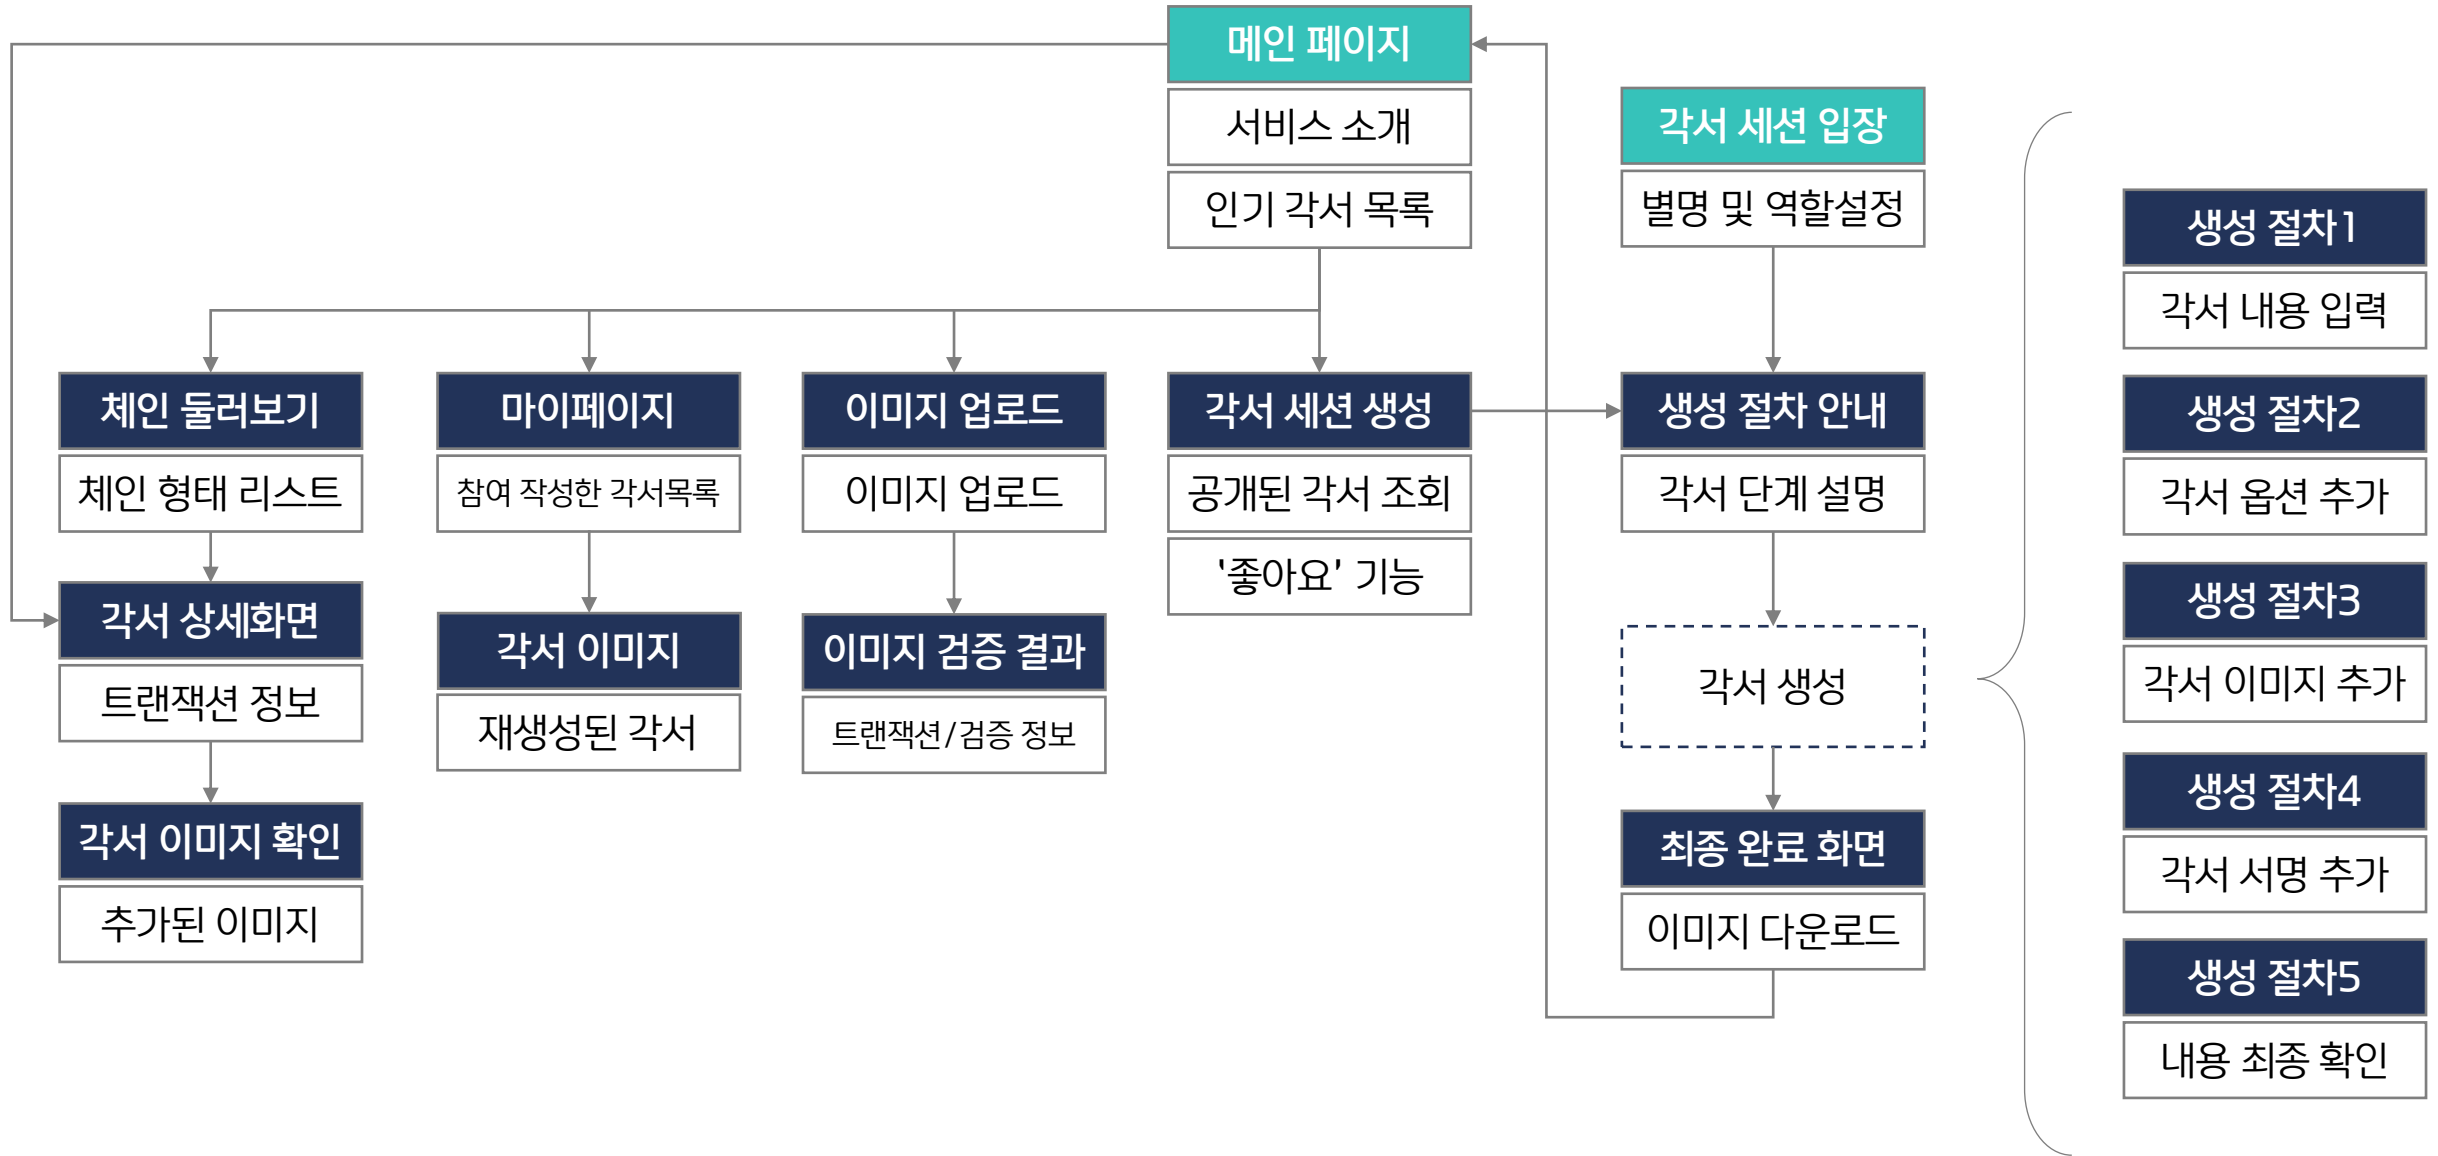 메인 페이지
서비스 소개
인기 각서 목록
각서 세션 입장
별명 및 역할설정
체인 둘러보기
체인 형태 리스트
각서 상세화면
트랜잭션 정보
각서 이미지 확인
추가된 이미지
마이페이지
참여 작성한 각서목록
각서 이미지
재생성된 각서
이미지 업로드
이미지 업로드
이미지 검증 결과
트랜잭션/검증 정보
각서 세션 생성
공개된 각서 조회
'좋아요' 기능
생성 절차 안내
각서 단계 설명
각서 생성
최종 완료 화면
이미지 다운로드
생성 절차1
각서 내용 입력
생성 절차2
각서 옵션 추가
생성 절차3
각서 이미지 추가
생성 절차4
각서 서명 추가
생성 절차5
내용 최종 확인